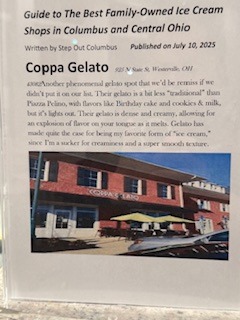 Guide to The Best Family-Owned Ice Cream
Shops in Columbus and Central Ohio
Written by Step Out Columbus Published on July 10, 2025
Coppa Gelato 625 N State St, Westerville, OH
Another phenomenal gelato spot that we'd be remiss if we
didn't put it on our list. Their gelato is a bit less "traditional" than
Piazza Pelino, with flavors like Birthday cake and cookies & milk,
but it's lights out. Their gelato is dense and creamy, allowing for
an explosion of flavor on your tongue as it melts. Gelato has
made quite the case for being my favorite form of "ice cream,"
since I'm a sucker for creaminess and a super smooth texture.
COPPA GELATO